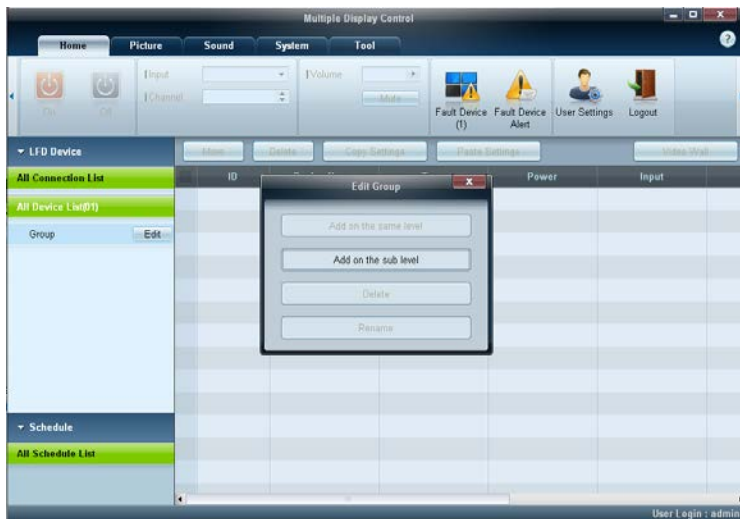 Multiple Display Control
Home Picture Sound System Tool
Input Volume
On Off Channel Mute
Fault Device (1) Fault Device Alert User Settings Logout
LFD Device Move Delete Copy Settings Paste Settings Video Wall
All Connection List ID Power Input
Edit Group
All Device List(01)
Add on the same level
Group Edit
Add on the sub level
Delete
Rename
Schedule
All Schedule List
User Login : admin